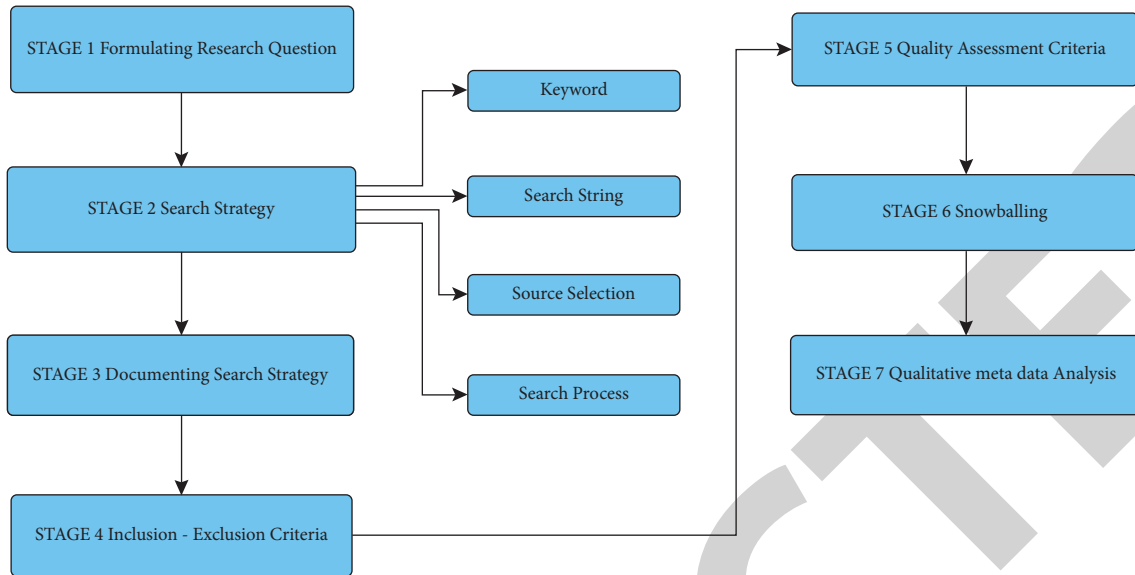 STAGE 1 Formulating Research Question
STAGE 2 Search Strategy
Keyword
Search String
Source Selection
Search Process
STAGE 3 Documenting Search Strategy
STAGE 4 Inclusion - Exclusion Criteria
STAGE 5 Quality Assessment Criteria
STAGE 6 Snowballing
STAGE 7 Qualitative meta data Analysis